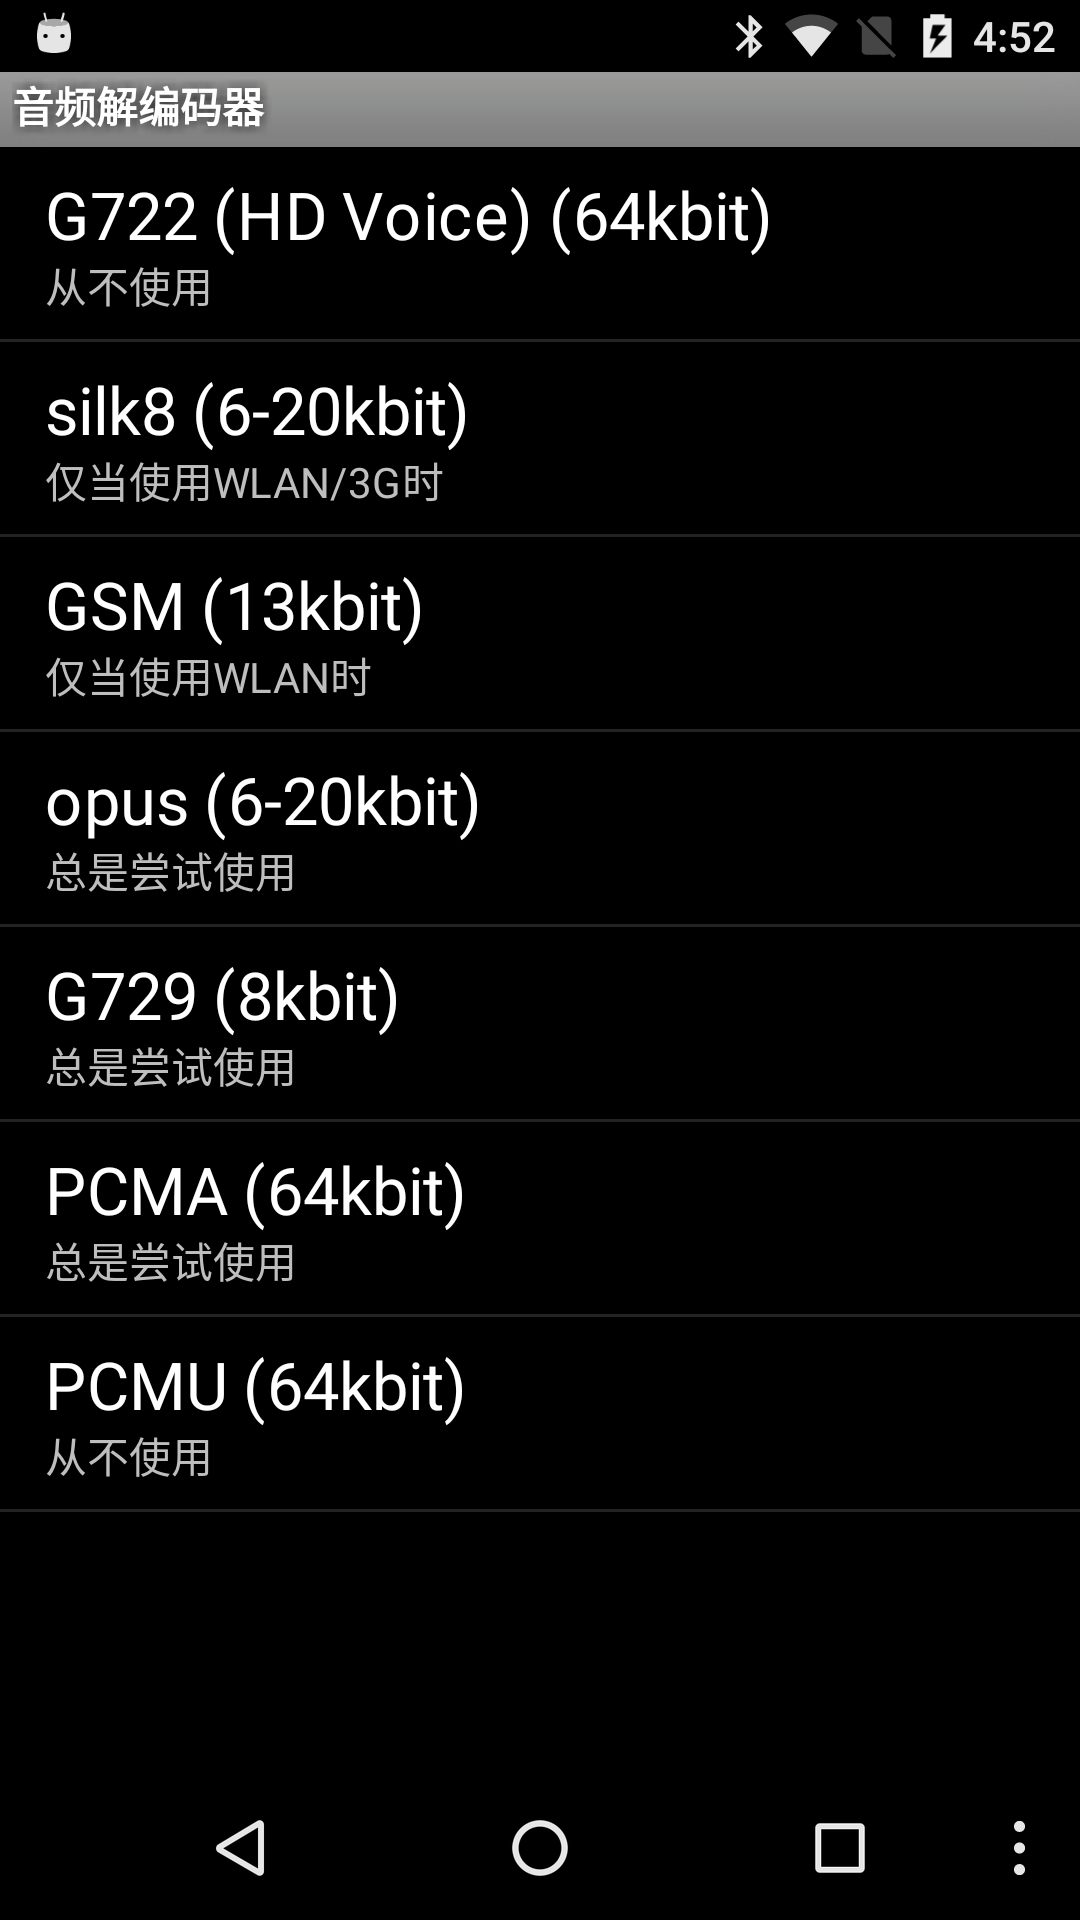 4:52
音频解编码器
G722 (HD Voice) (64kbit)
从不使用
silk8 (6-20kbit)
仅当使用WLAN/3G时
GSM (13kbit)
仅当使用WLAN时
opus (6-20kbit)
总是尝试使用
G729 (8kbit)
总是尝试使用
PCMA (64kbit)
总是尝试使用
PCMU (64kbit)
从不使用